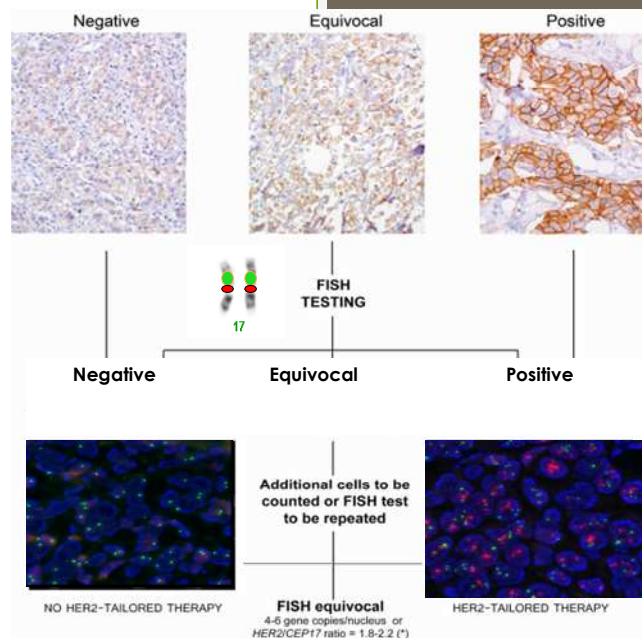 Negative
Equivocal
Positive
FISH
TESTING
17
Negative
Equivocal
Positive
Additional cells to be
counted or FISH test
to be repeated
NO HER2-TAILORED THERAPY
FISH equivocal
4-6 gene copies/nucleus or
HER2/CEP17 ratio = 1.8-2.2 (*)
HER2-TAILORED THERAPY